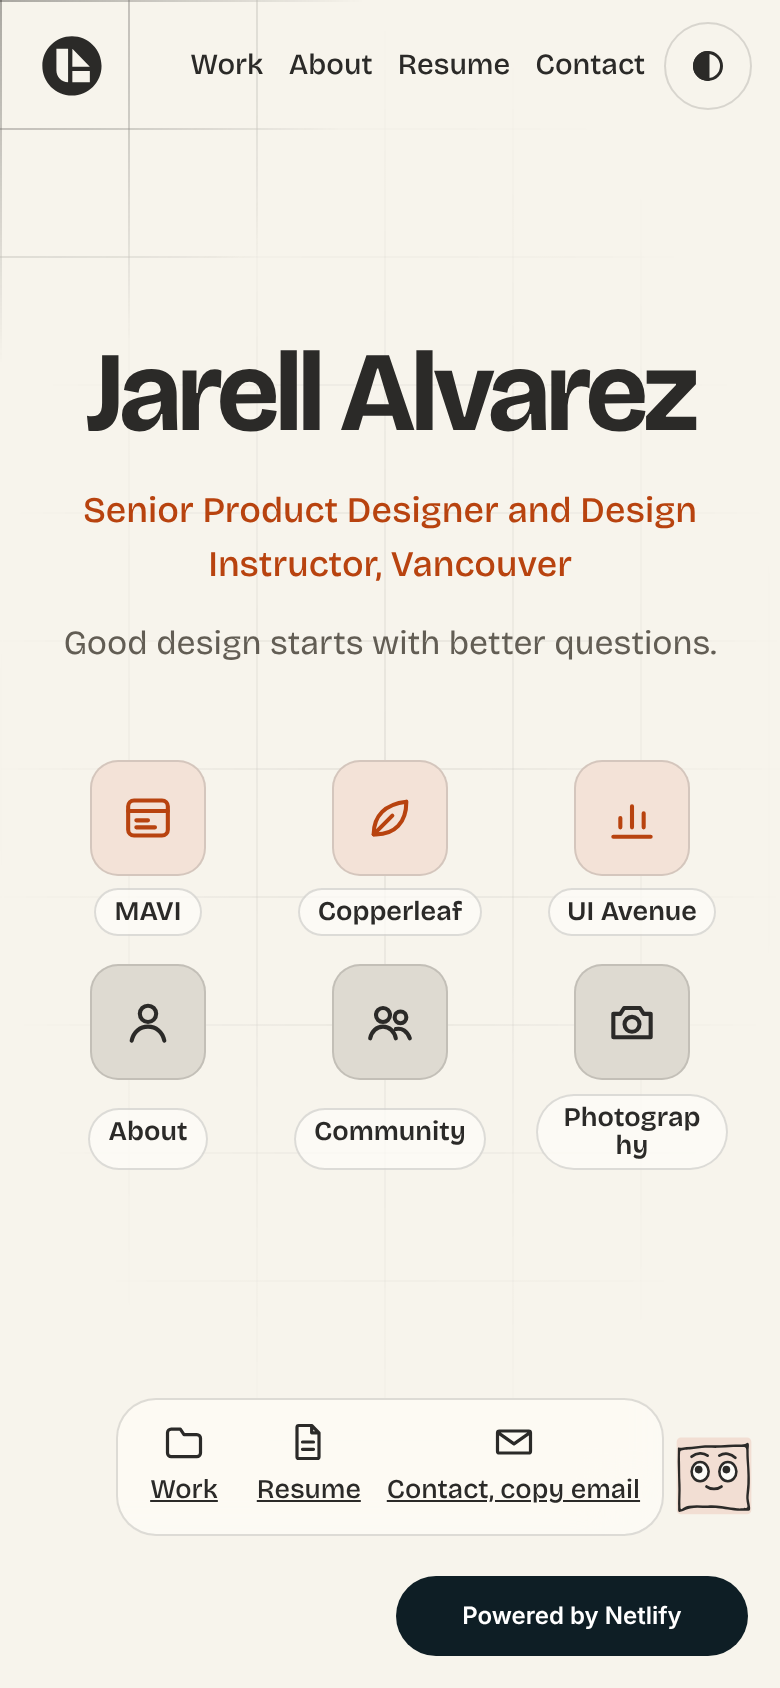 Work About Resume Contact
Jarell Alvarez
Senior Product Designer and Design
Instructor, Vancouver
Good design starts with better questions.
MAVI Copperleaf UI Avenue
About Community Photograp
hy
Work Resume Contact, copy email
Powered by Netlify